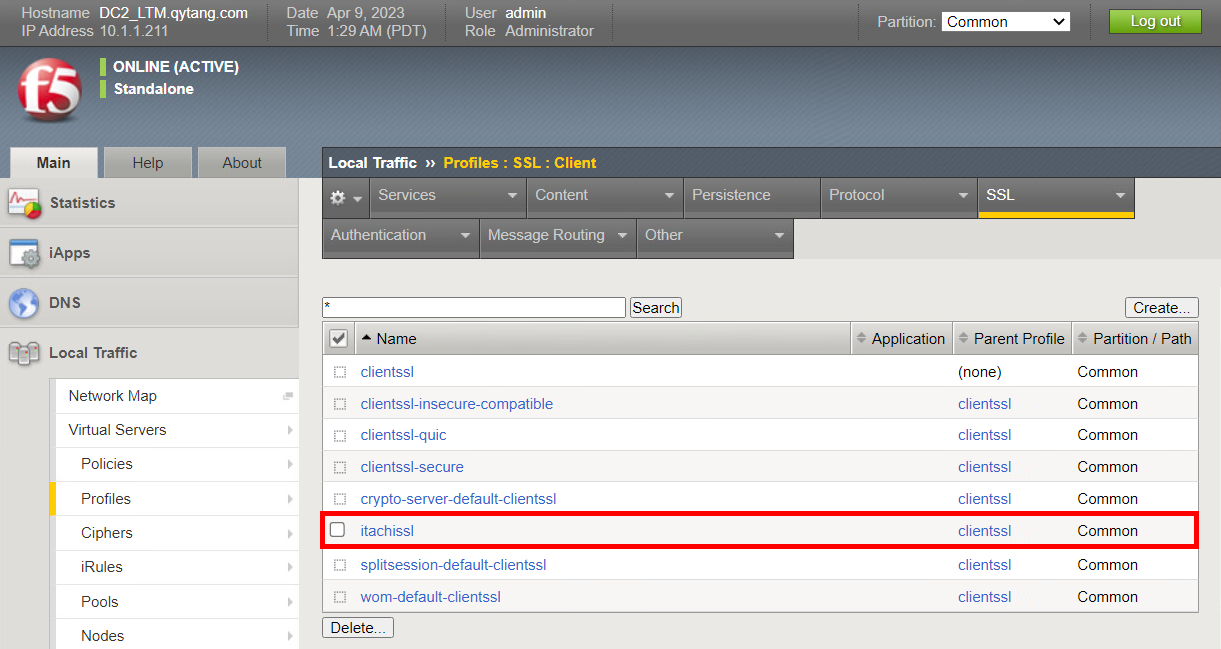 Hostname DC2_LTM.qytang.com
IP Address 10.1.1.211
Date Apr 9, 2023
Time 1:29 AM (PDT)
User admin
Role Administrator
Partition: Common
Log out
f5
ONLINE (ACTIVE)
Standalone
Main Help About
Statistics
iApps
DNS
Local Traffic
Network Map
Virtual Servers
Policies
Profiles
Ciphers
iRules
Pools
Nodes
Local Traffic ›› Profiles : SSL : Client
Services Content Persistence Protocol SSL
Authentication Message Routing Other
* Search Create...
Name Application Parent Profile Partition / Path
clientssl (none) Common
clientssl-insecure-compatible clientssl Common
clientssl-quic clientssl Common
clientssl-secure clientssl Common
crypto-server-default-clientssl clientssl Common
itachissl clientssl Common
splitsession-default-clientssl clientssl Common
wom-default-clientssl clientssl Common
Delete...